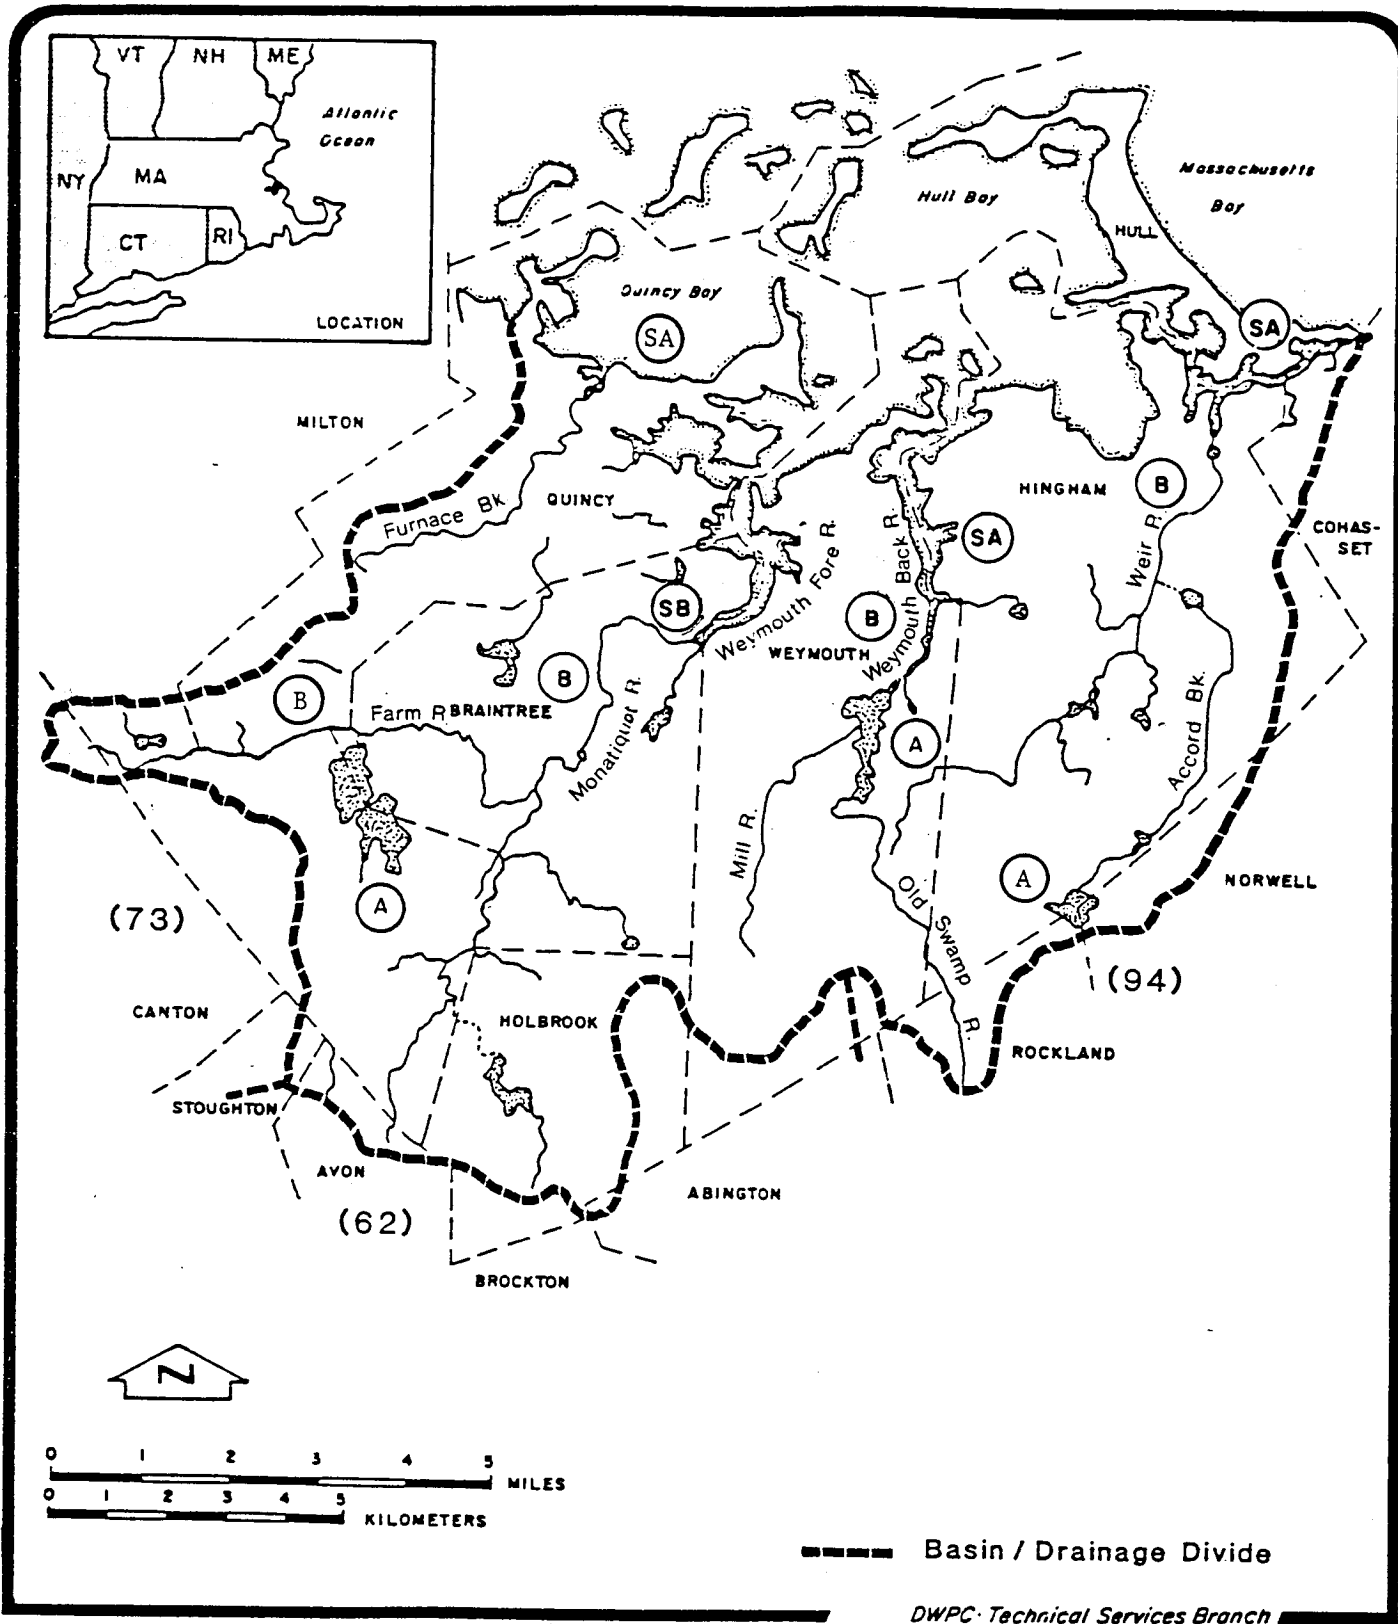 VT
NH
ME
Atlantic
Ocean
NY
MA
CT
RI
LOCATION
Massachusetts
Bay
Hull Bay
HULL
Quincy Bay
SA
SA
MILTON
QUINCY
Furnace Bk
HINGHAM
B
SA
COHAS-
SET
Weir R.
Weymouth Fore R.
Weymouth Back R.
SB
B
WEYMOUTH
B
B
Farm R.
BRAINTREE
Monatiquot R.
A
Accord Bk.
Mill R.
A
A
Old Swamp R.
NORWELL
(73)
(94)
CANTON
HOLBROOK
ROCKLAND
STOUGHTON
AVON
ABINGTON
(62)
BROCKTON
N
0 1 2 3 4 5
MILES
0 1 2 3 4 5
KILOMETERS
Basin / Drainage Divide
DWPC· Technical Services Branch